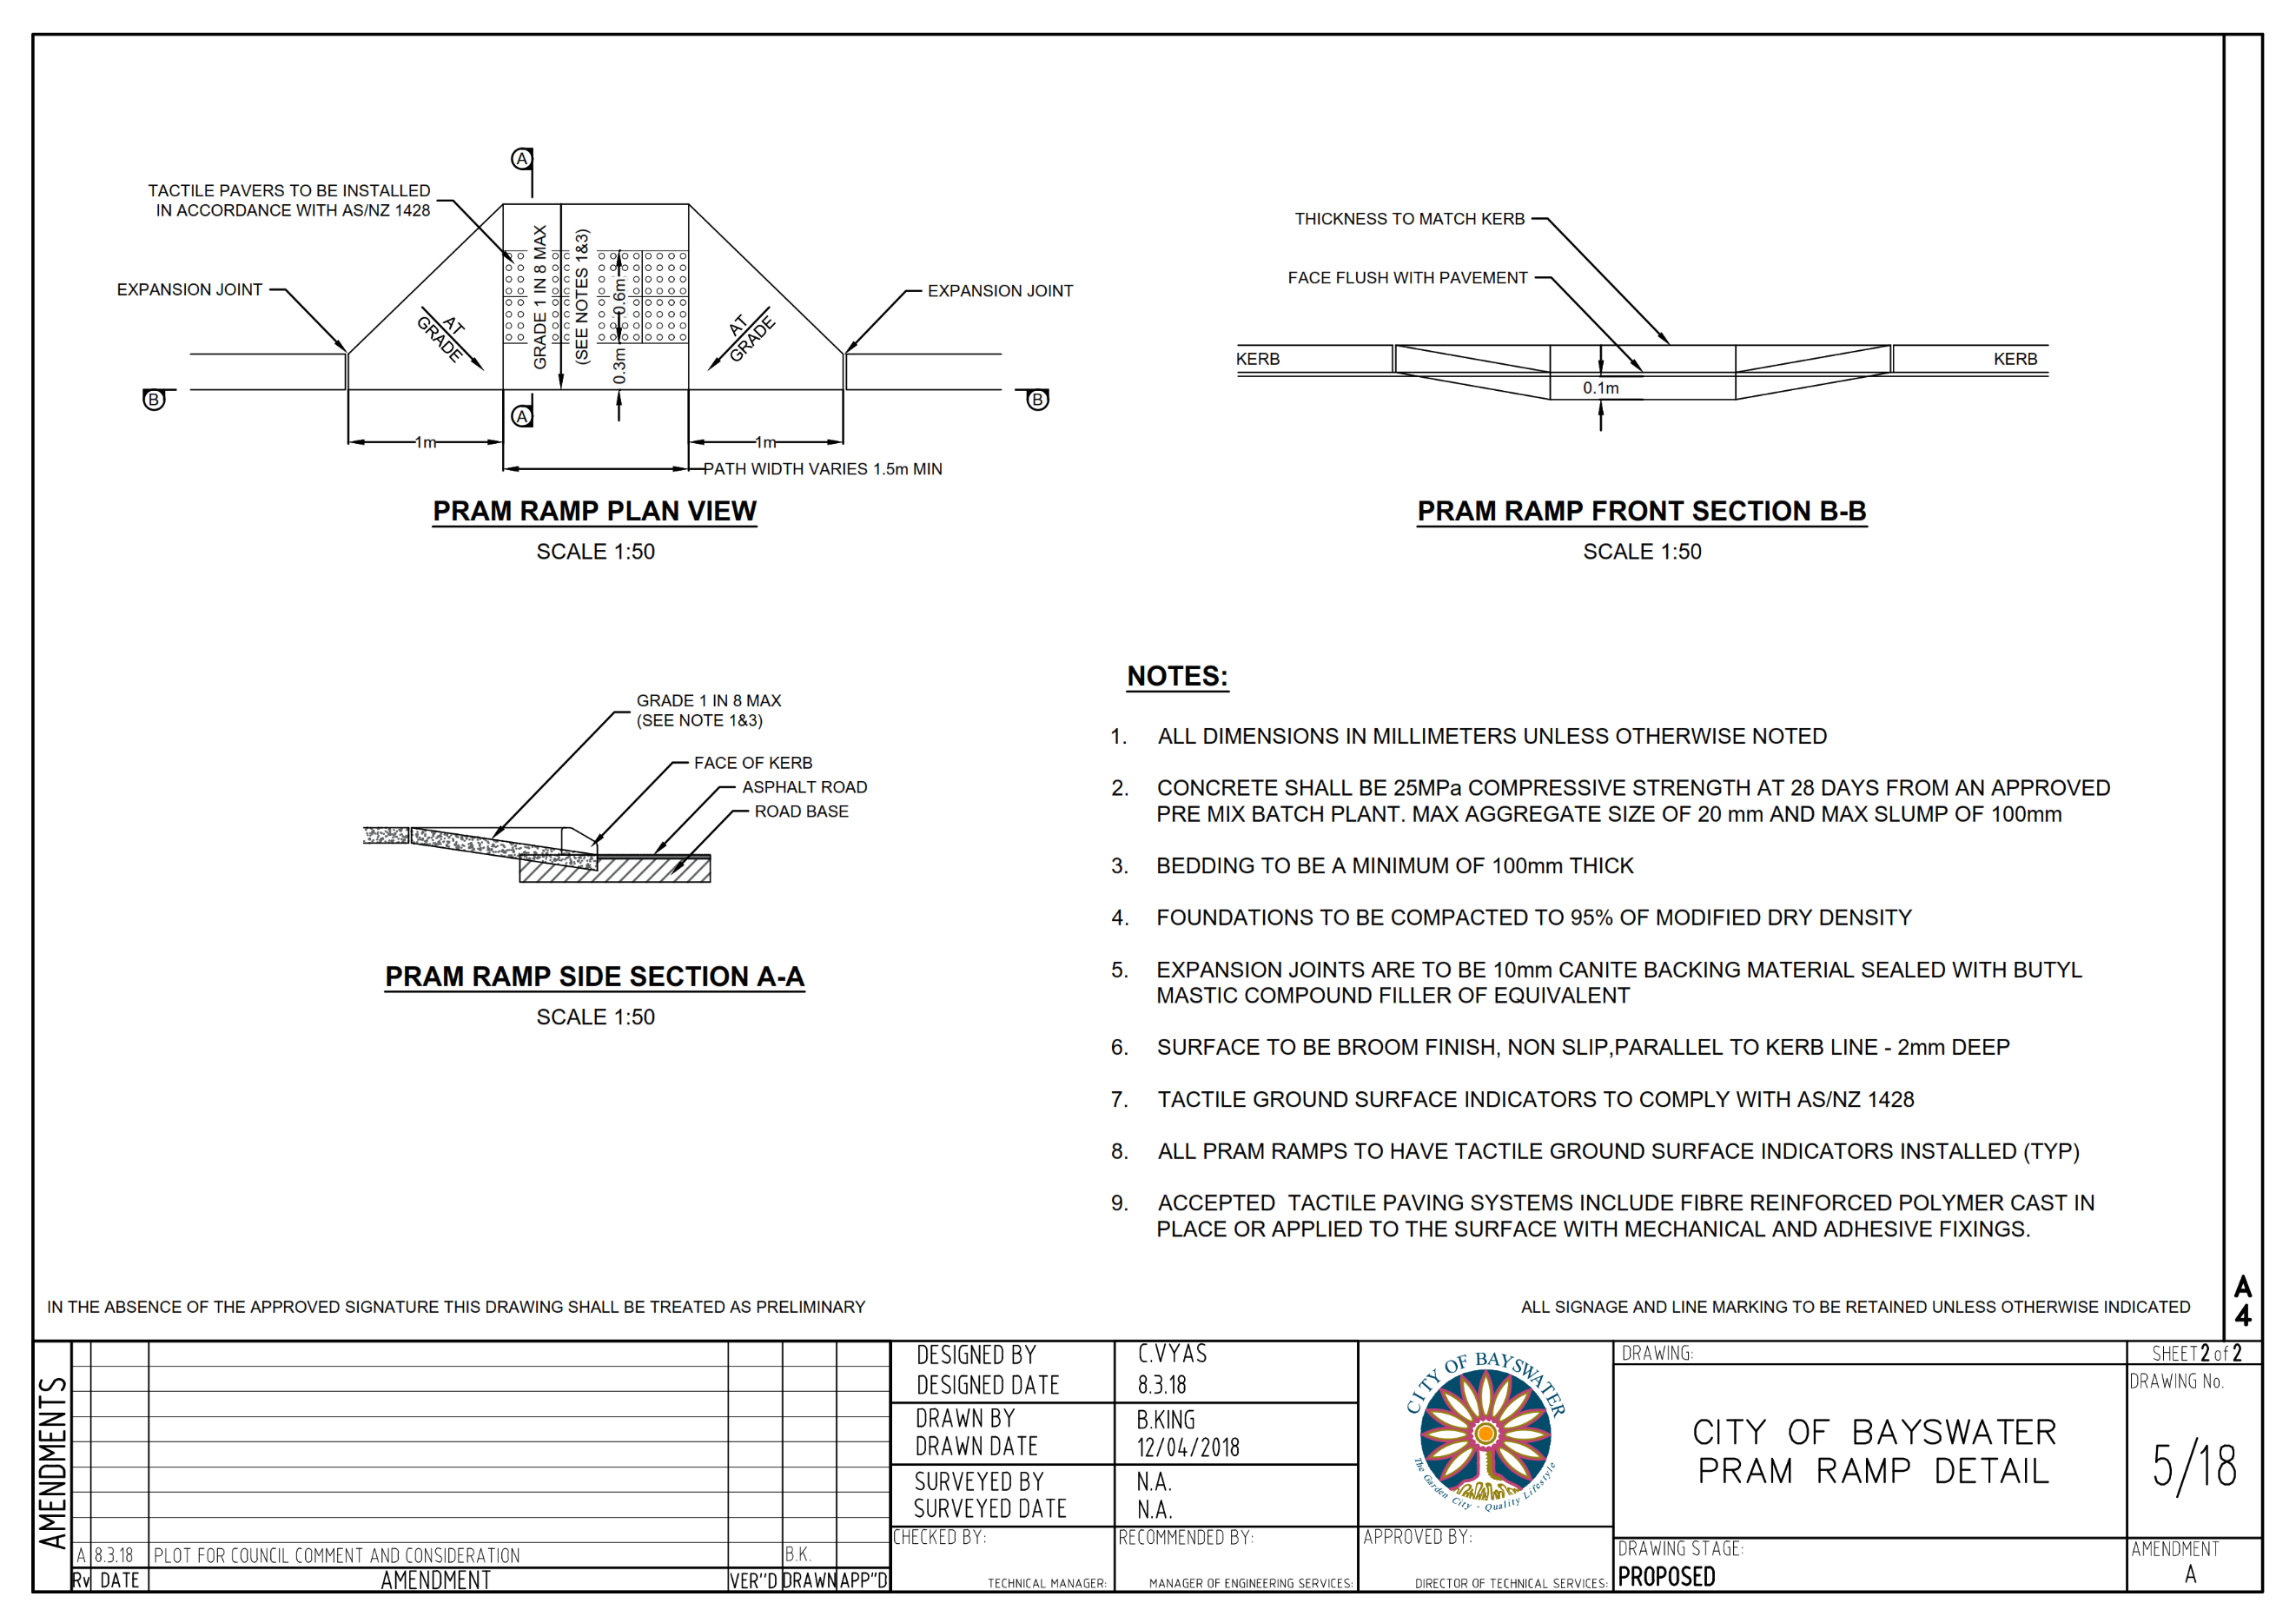 A
TACTILE PAVERS TO BE INSTALLED
IN ACCORDANCE WITH AS/NZ 1428
EXPANSION JOINT
GRADE 1 IN 8 MAX
(SEE NOTES 1&3)
0.6m
0.3m
AT
GRADE
AT
GRADE
EXPANSION JOINT
B
A
B
1m
1m
PATH WIDTH VARIES 1.5m MIN
PRAM RAMP PLAN VIEW
SCALE 1:50
THICKNESS TO MATCH KERB
FACE FLUSH WITH PAVEMENT
KERB
KERB
0.1m
PRAM RAMP FRONT SECTION B-B
SCALE 1:50
GRADE 1 IN 8 MAX
(SEE NOTE 1&3)
FACE OF KERB
ASPHALT ROAD
ROAD BASE
PRAM RAMP SIDE SECTION A-A
SCALE 1:50
NOTES:
1. ALL DIMENSIONS IN MILLIMETERS UNLESS OTHERWISE NOTED
2. CONCRETE SHALL BE 25MPa COMPRESSIVE STRENGTH AT 28 DAYS FROM AN APPROVED
PRE MIX BATCH PLANT. MAX AGGREGATE SIZE OF 20 mm AND MAX SLUMP OF 100mm
3. BEDDING TO BE A MINIMUM OF 100mm THICK
4. FOUNDATIONS TO BE COMPACTED TO 95% OF MODIFIED DRY DENSITY
5. EXPANSION JOINTS ARE TO BE 10mm CANITE BACKING MATERIAL SEALED WITH BUTYL
MASTIC COMPOUND FILLER OF EQUIVALENT
6. SURFACE TO BE BROOM FINISH, NON SLIP,PARALLEL TO KERB LINE - 2mm DEEP
7. TACTILE GROUND SURFACE INDICATORS TO COMPLY WITH AS/NZ 1428
8. ALL PRAM RAMPS TO HAVE TACTILE GROUND SURFACE INDICATORS INSTALLED (TYP)
9. ACCEPTED TACTILE PAVING SYSTEMS INCLUDE FIBRE REINFORCED POLYMER CAST IN
PLACE OR APPLIED TO THE SURFACE WITH MECHANICAL AND ADHESIVE FIXINGS.
IN THE ABSENCE OF THE APPROVED SIGNATURE THIS DRAWING SHALL BE TREATED AS PRELIMINARY
ALL SIGNAGE AND LINE MARKING TO BE RETAINED UNLESS OTHERWISE INDICATED
A
4
AMENDMENTS
A 8.3.18 PLOT FOR COUNCIL COMMENT AND CONSIDERATION B.K.
Rv DATE AMENDMENT VER"D DRAWN APP"D
DESIGNED BY C.VYAS
DESIGNED DATE 8.3.18
DRAWN BY B.KING
DRAWN DATE 12/04/2018
SURVEYED BY N.A.
SURVEYED DATE N.A.
CHECKED BY:
TECHNICAL MANAGER:
RECOMMENDED BY:
MANAGER OF ENGINEERING SERVICES:
CITY OF BAYSWATER
The Garden City - Quality Lifestyle
APPROVED BY:
DIRECTOR OF TECHNICAL SERVICES:
DRAWING:
CITY OF BAYSWATER
PRAM RAMP DETAIL
DRAWING STAGE:
PROPOSED
SHEET 2 of 2
DRAWING No.
5/18
AMENDMENT
A